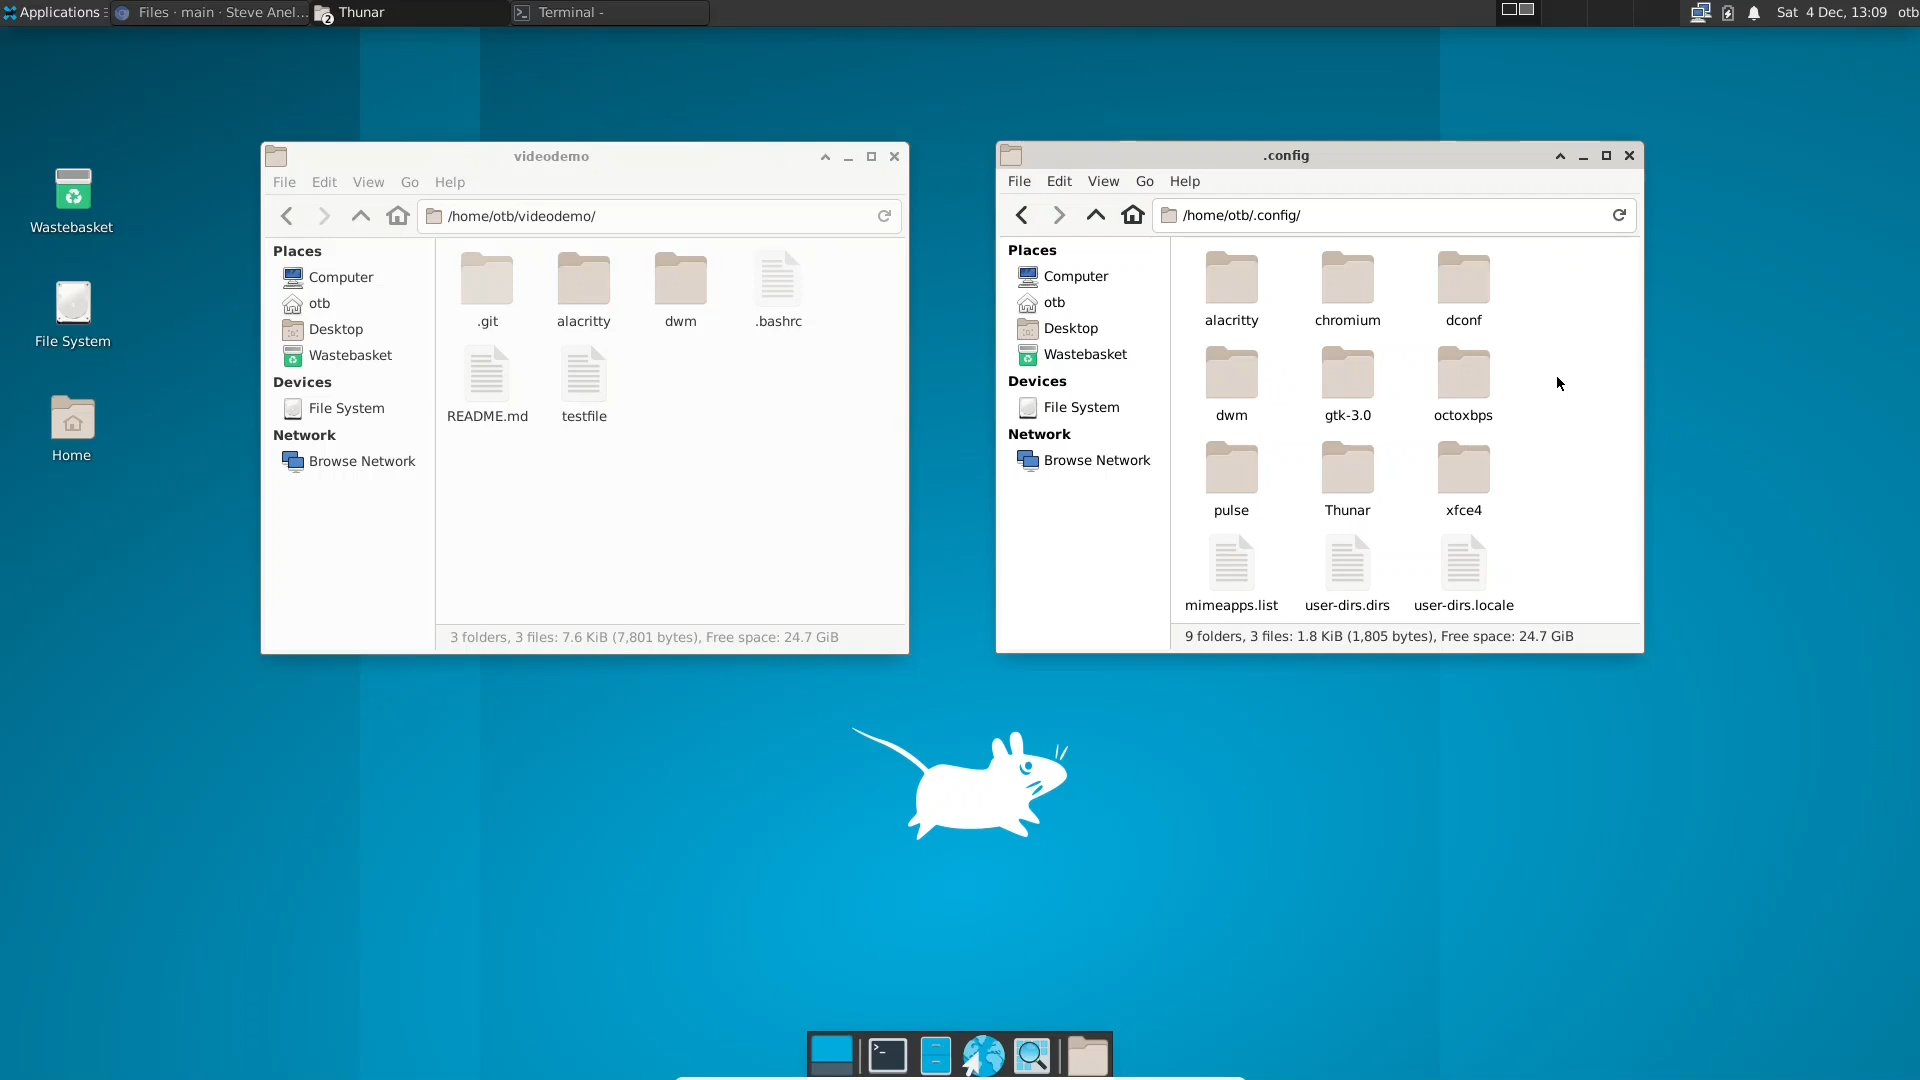 Applications
Files · main · Steve Anel...
2
Thunar
Terminal -
Sat 4 Dec, 13:09
otb
Wastebasket
File System
Home
videodemo
File Edit View Go Help
/home/otb/videodemo/
Places
Computer
otb
Desktop
Wastebasket
Devices
File System
Network
Browse Network
.git alacritty dwm .bashrc
README.md testfile
3 folders, 3 files: 7.6 KiB (7,801 bytes), Free space: 24.7 GiB
.config
File Edit View Go Help
/home/otb/.config/
Places
Computer
otb
Desktop
Wastebasket
Devices
File System
Network
Browse Network
alacritty chromium dconf
dwm gtk-3.0 octoxbps
pulse Thunar xfce4
mimeapps.list user-dirs.dirs user-dirs.locale
9 folders, 3 files: 1.8 KiB (1,805 bytes), Free space: 24.7 GiB